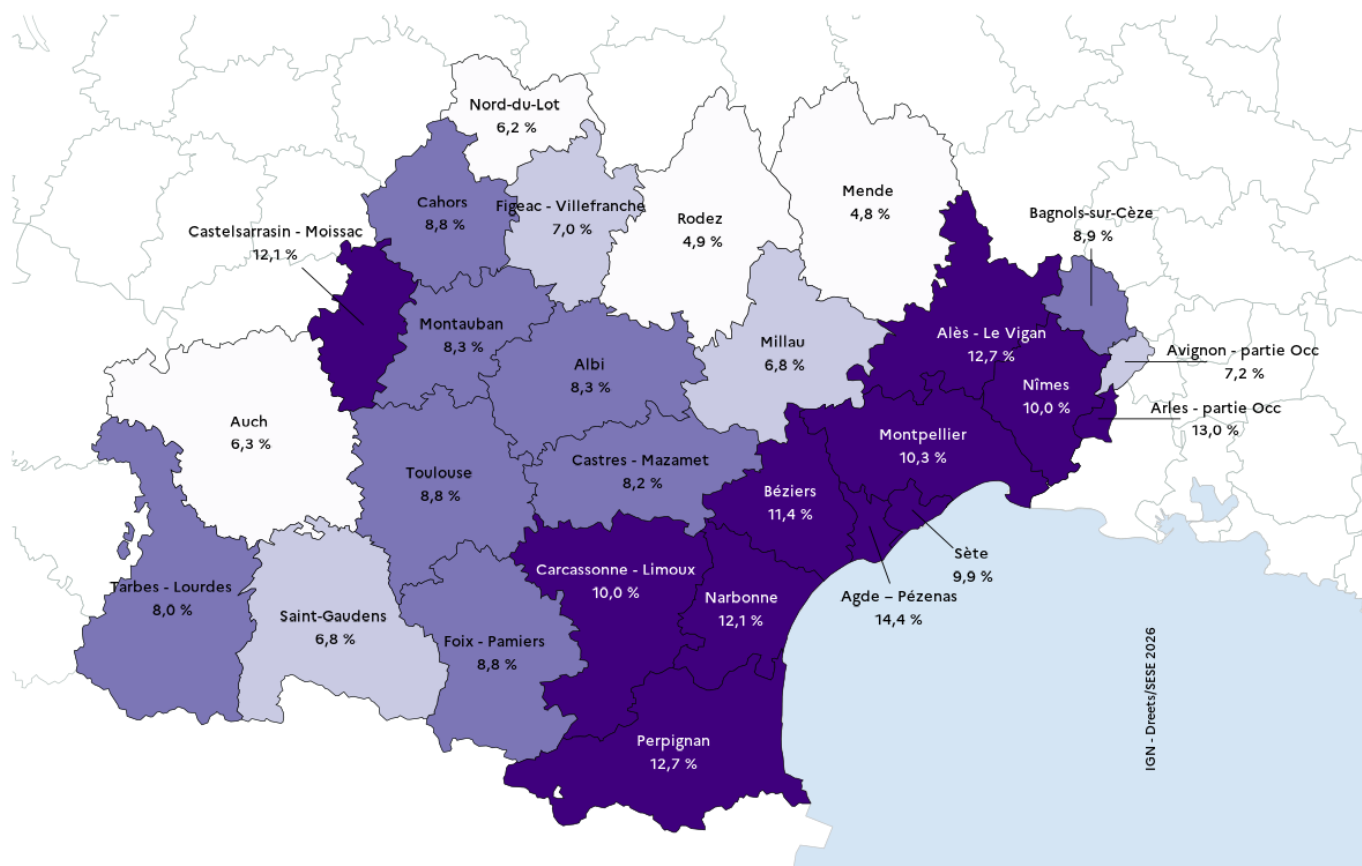 Nord-du-Lot
6,2 %
Cahors
8,8 %
Figeac - Villefranche
7,0 %
Rodez
4,9 %
Mende
4,8 %
Bagnols-sur-Cèze
8,9 %
Castelsarrasin - Moissac
12,1 %
Montauban
8,3 %
Albi
8,3 %
Millau
6,8 %
Alès - Le Vigan
12,7 %
Avignon - partie Occ
7,2 %
Nîmes
10,0 %
Arles - partie Occ
13,0 %
Auch
6,3 %
Toulouse
8,8 %
Castres - Mazamet
8,2 %
Montpellier
10,3 %
Béziers
11,4 %
Sète
9,9 %
Agde – Pézenas
14,4 %
Tarbes - Lourdes
8,0 %
Saint-Gaudens
6,8 %
Foix - Pamiers
8,8 %
Carcassonne - Limoux
10,0 %
Narbonne
12,1 %
Perpignan
12,7 %
IGN - Dreets/SESE 2026